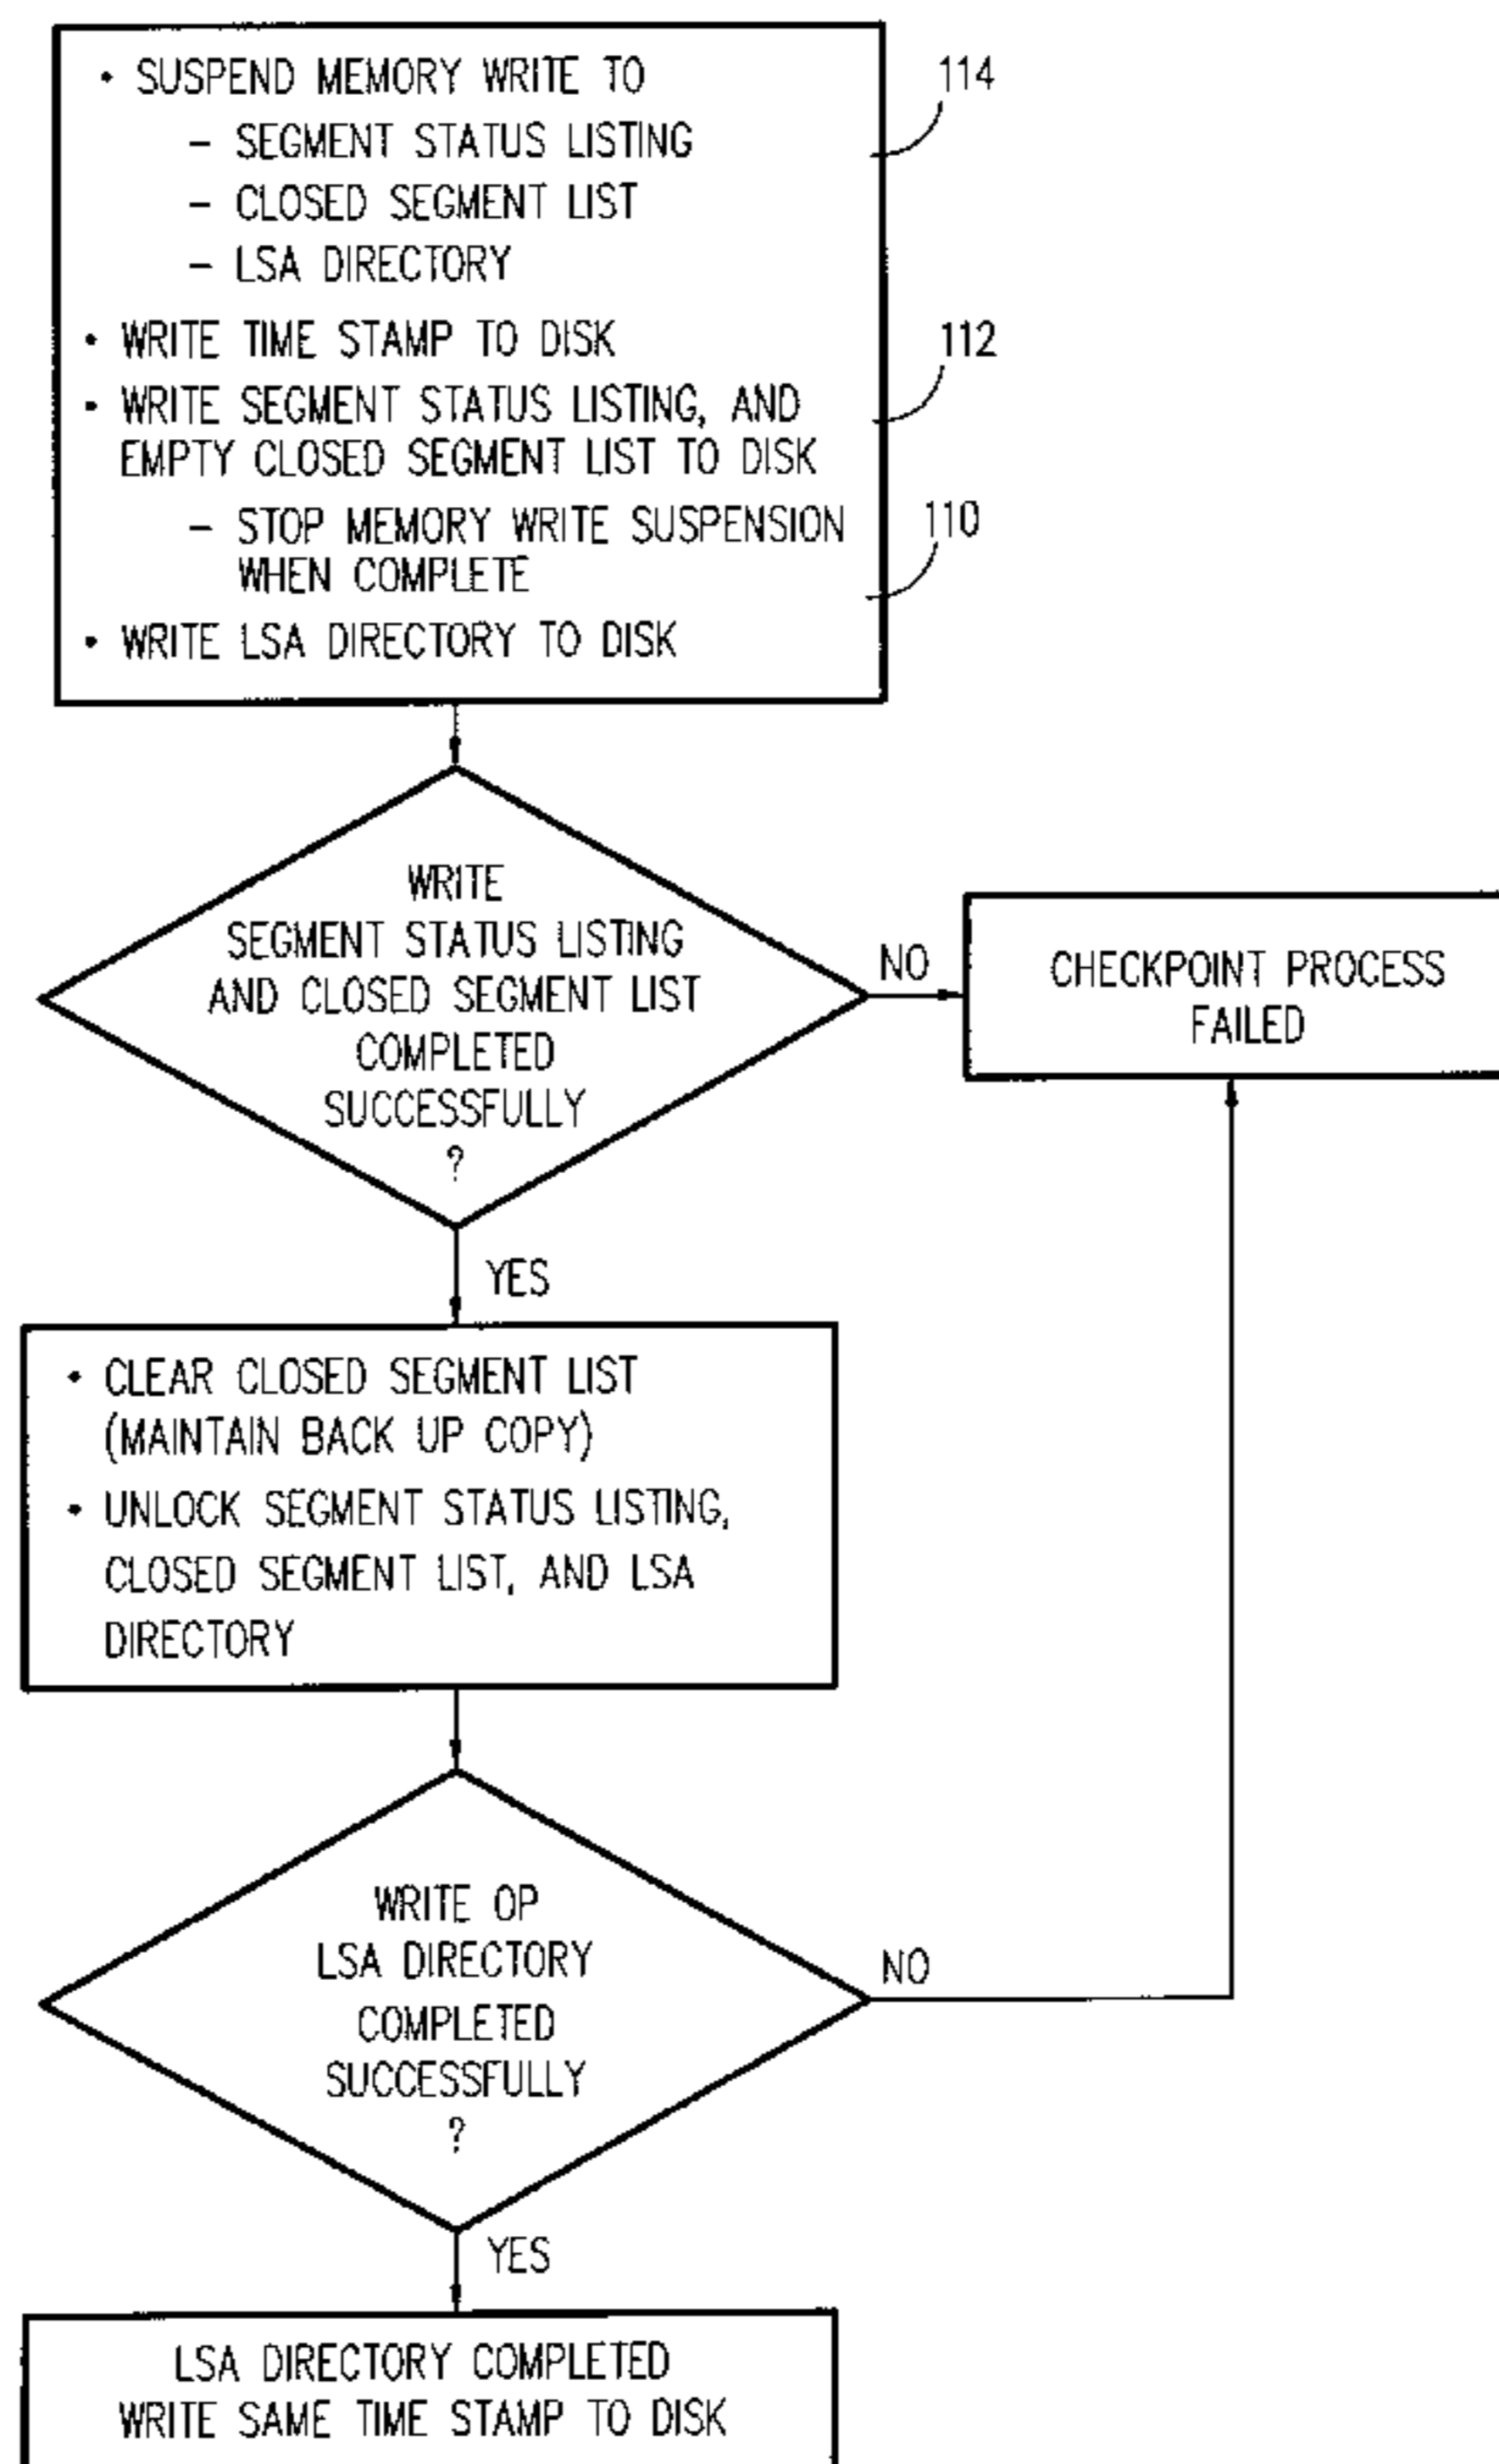 • SUSPEND MEMORY WRITE TO
– SEGMENT STATUS LISTING
– CLOSED SEGMENT LIST
– LSA DIRECTORY
• WRITE TIME STAMP TO DISK
• WRITE SEGMENT STATUS LISTING, AND
EMPTY CLOSED SEGMENT LIST TO DISK
– STOP MEMORY WRITE SUSPENSION
WHEN COMPLETE
• WRITE LSA DIRECTORY TO DISK
114
112
110
WRITE
SEGMENT STATUS LISTING
AND CLOSED SEGMENT LIST
COMPLETED
SUCCESSFULLY
?
NO
CHECKPOINT PROCESS
FAILED
YES
• CLEAR CLOSED SEGMENT LIST
(MAINTAIN BACK UP COPY)
• UNLOCK SEGMENT STATUS LISTING,
CLOSED SEGMENT LIST, AND LSA
DIRECTORY
WRITE OP
LSA DIRECTORY
COMPLETED
SUCCESSFULLY
?
NO
YES
LSA DIRECTORY COMPLETED
WRITE SAME TIME STAMP TO DISK